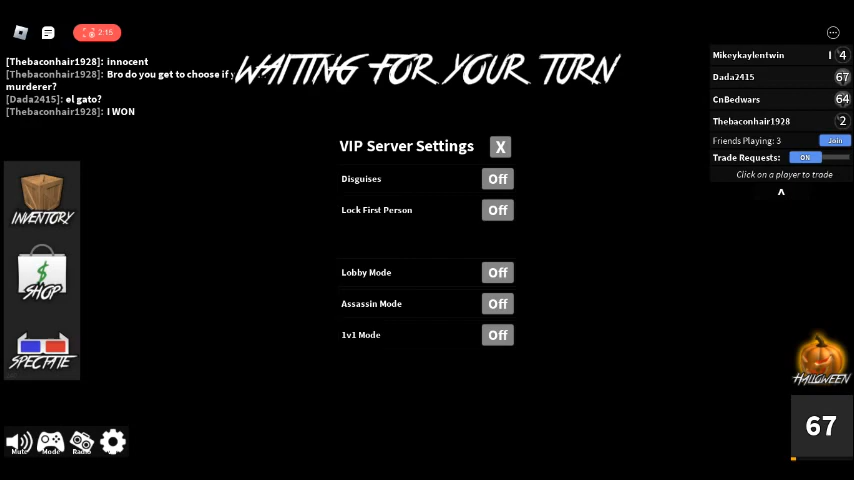 2:15
[Thebaconhair1928]: innocent
[Thebaconhair1928]: Bro do you get to choose if
murderer?
[Dada2415]: el gato?
[Thebaconhair1928]: I WON
WAITING FOR YOUR TURN
Mikeykaylentwin 4
Dada2415 67
CnBedwars 64
Thebaconhair1928 2
Friends Playing: 3 Join
Trade Requests: ON
Click on a player to trade
VIP Server Settings X
Disguises Off
Lock First Person Off
Lobby Mode Off
Assassin Mode Off
1v1 Mode Off
INVENTORY
SHOP
SPECTATE
HALLOWEEN
67
Mute Mode Radio